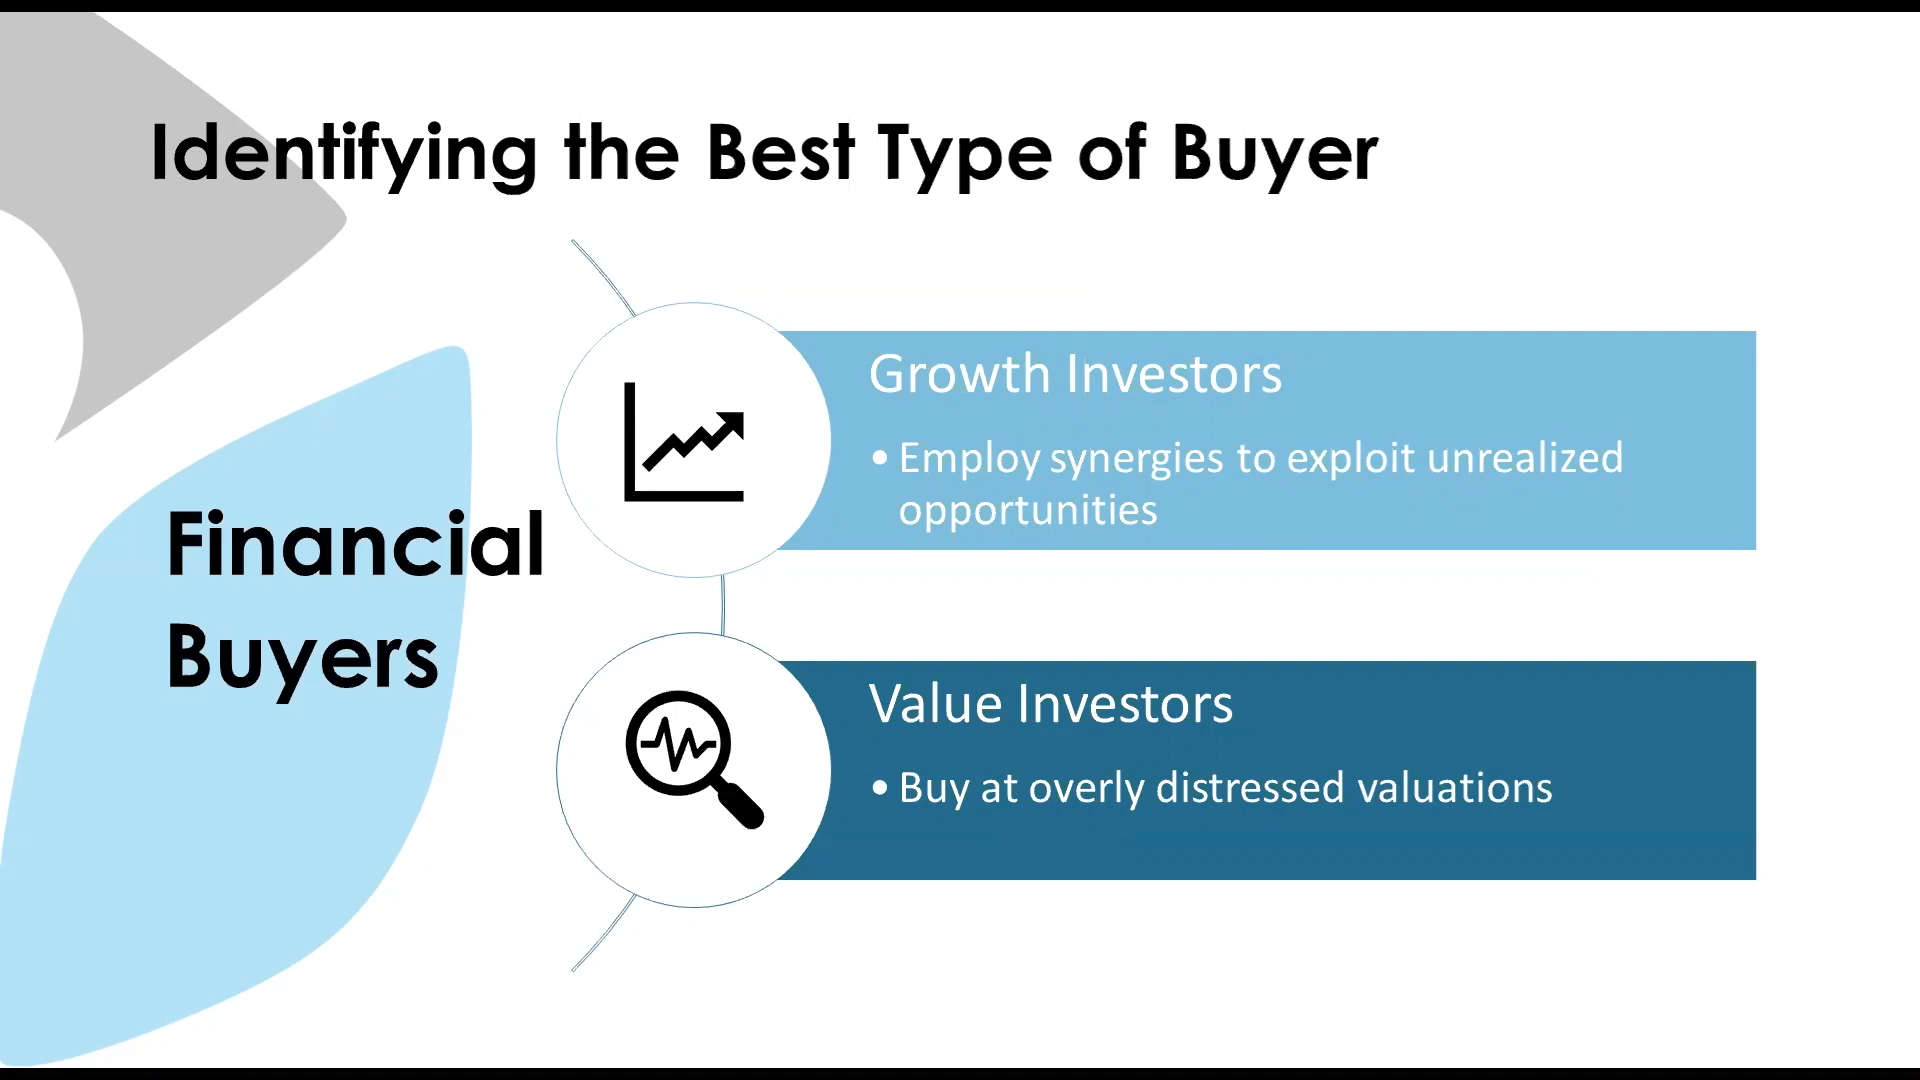 Identifying the Best Type of Buyer
Financial
Buyers
Growth Investors
• Employ synergies to exploit unrealized
opportunities
Value Investors
• Buy at overly distressed valuations